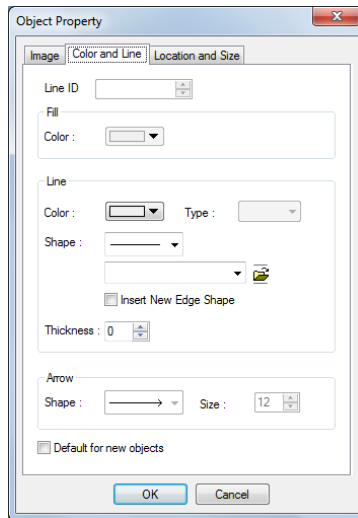 Object Property
Image Color and Line Location and Size
Line ID
Fill
Color :
Line
Color : Type :
Shape :
Insert New Edge Shape
Thickness : 0
Arrow
Shape : Size : 12
Default for new objects
OK Cancel